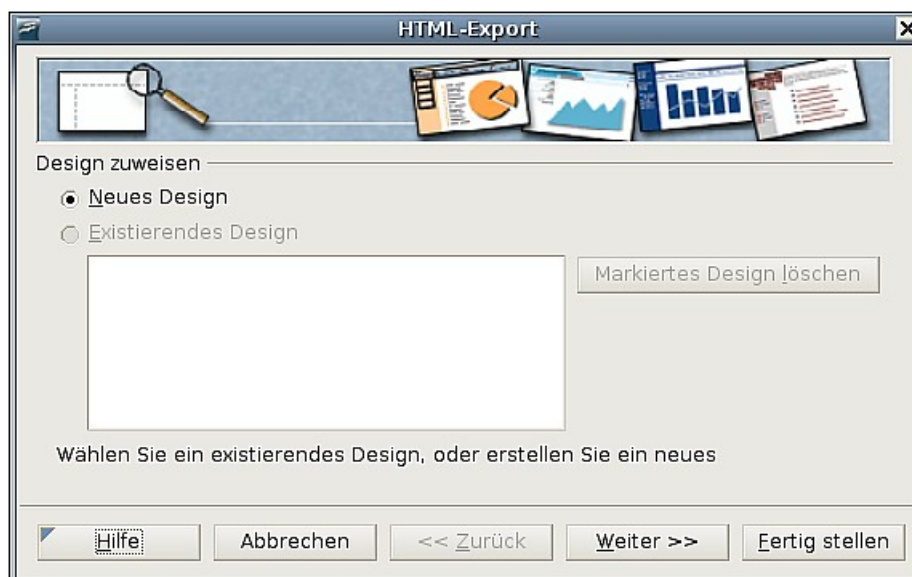 HTML-Export
Design zuweisen
Neues Design
Existierendes Design
Markiertes Design löschen
Wählen Sie ein existierendes Design, oder erstellen Sie ein neues
Hilfe
Abbrechen
<< Zurück
Weiter >>
Fertig stellen